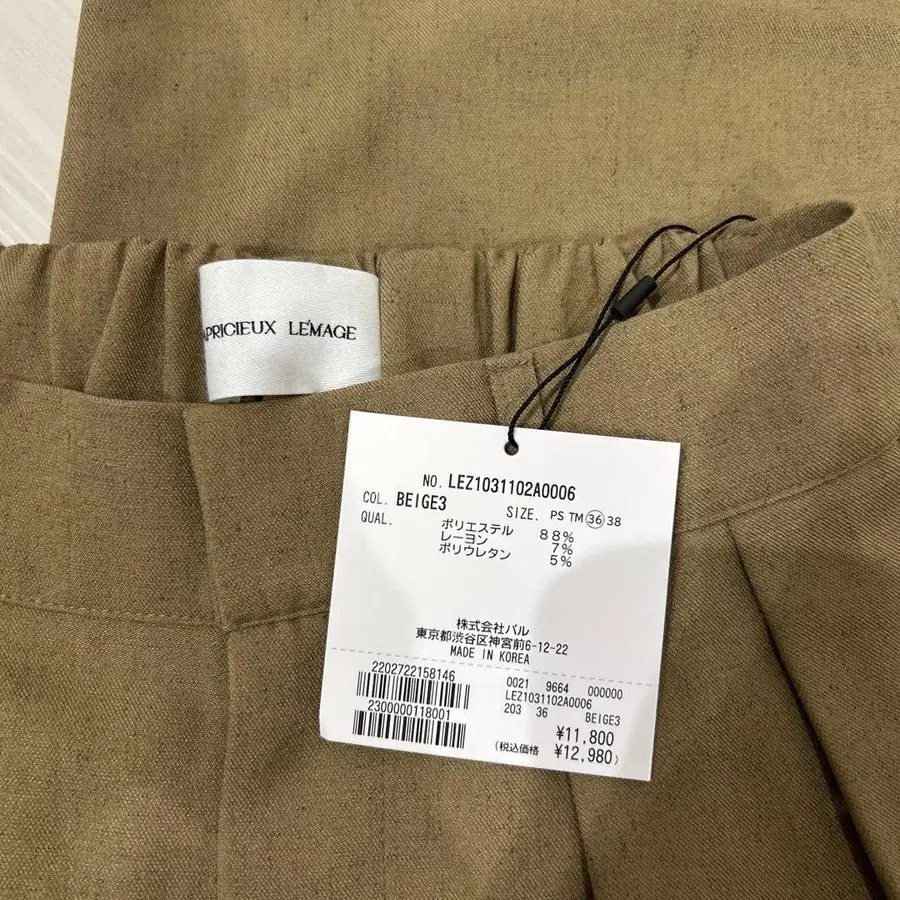 APRICIEUX LE'MAGE
NO. LEZ1031102A0006
COL. BEIGE3
SIZE. PS TM 36 38
QUAL.
ポリエステル 88%
レーヨン 7%
ポリウレタン 5%
株式会社パル
東京都渋谷区神宮前6-12-22
MADE IN KOREA
2202722158146
2300000118001
0021 9664 000000
LEZ1031102A0006
203 36 BEIGE3
¥11,800
(税込価格 ¥12,980)